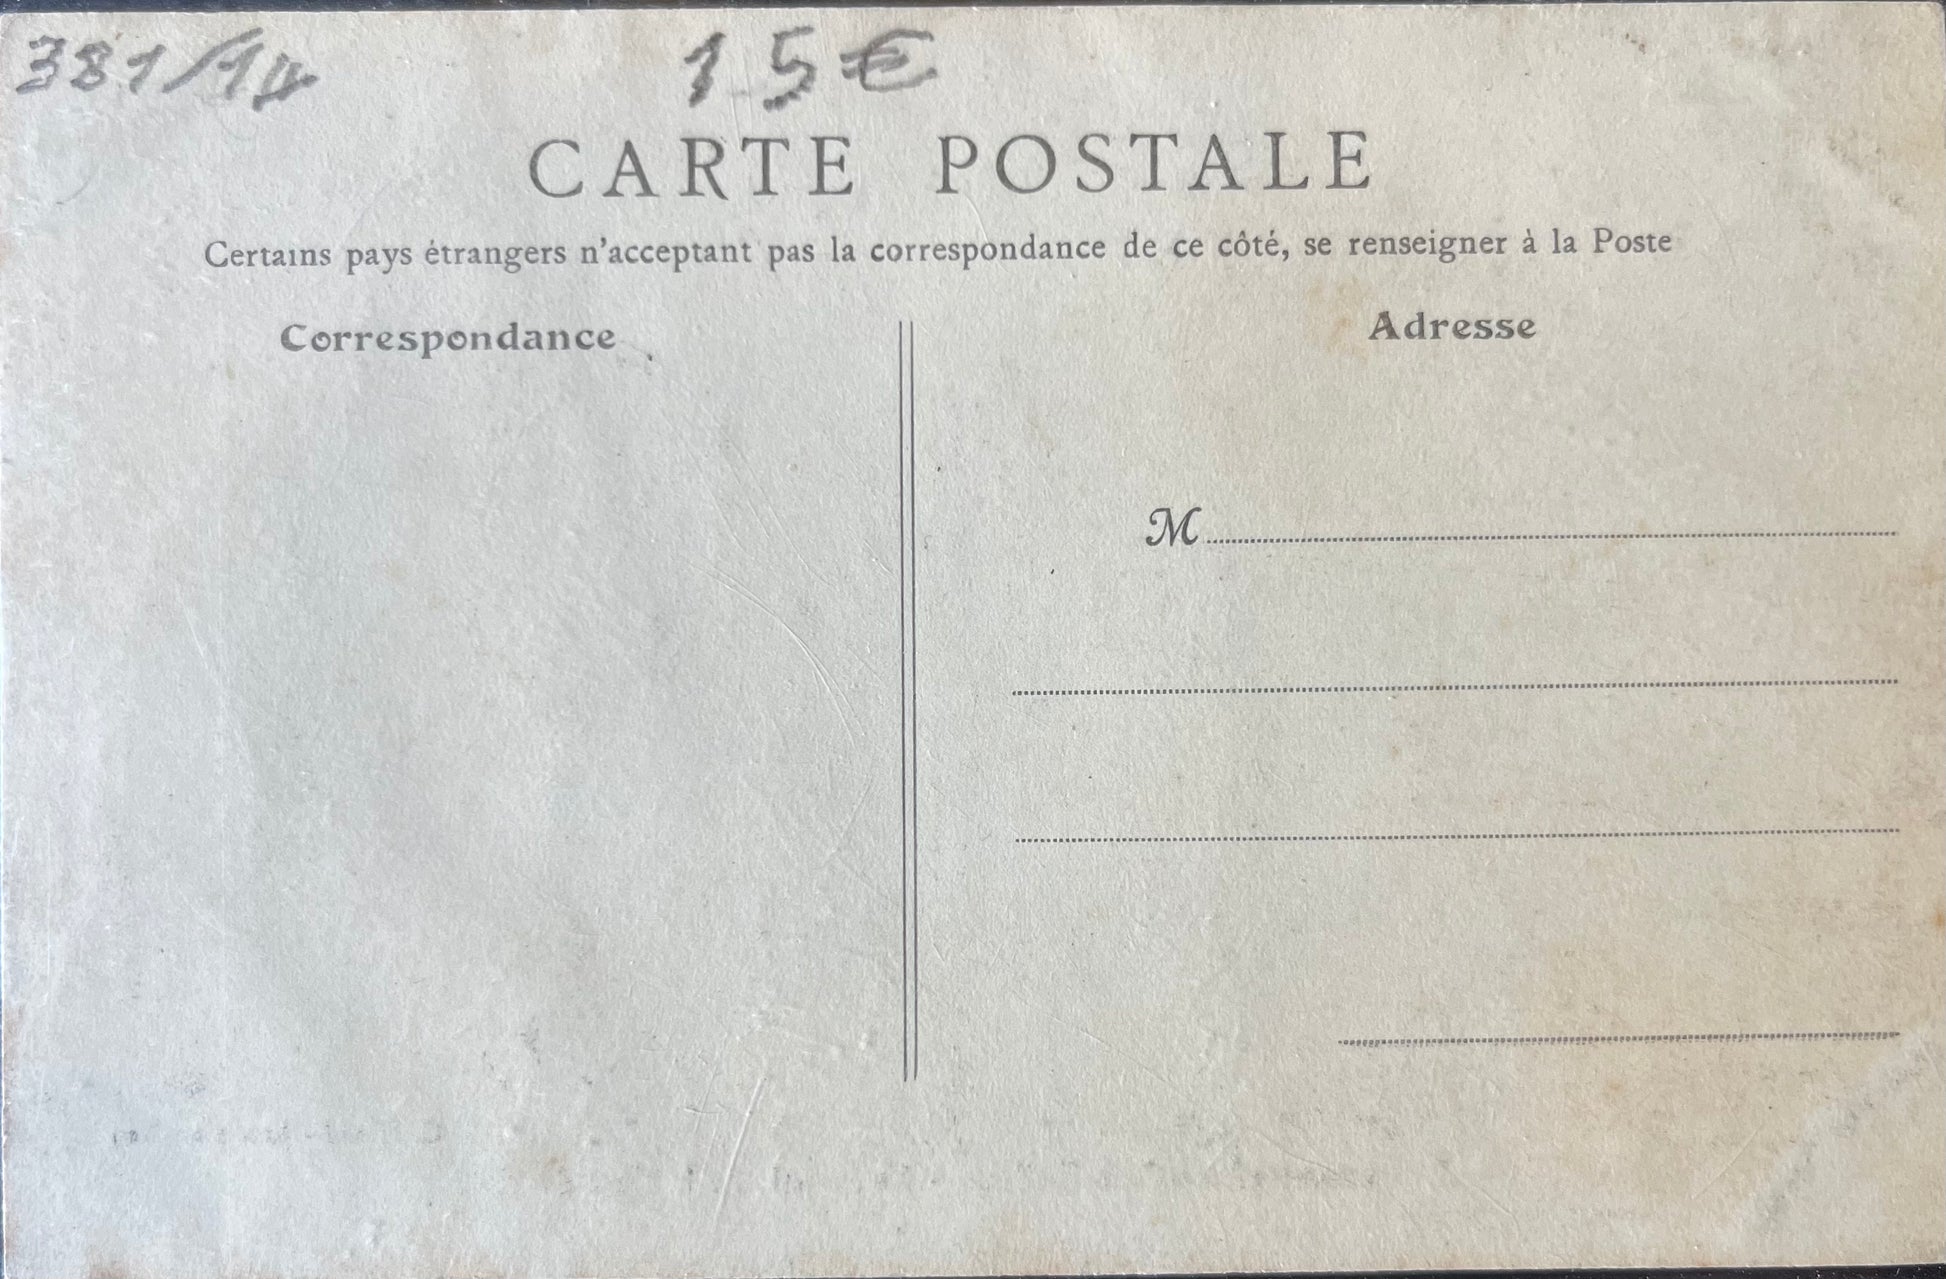 381/14
15€
CARTE POSTALE
Certains pays étrangers n'acceptant pas la correspondance de ce côté, se renseigner à la Poste
Correspondance
Adresse
M